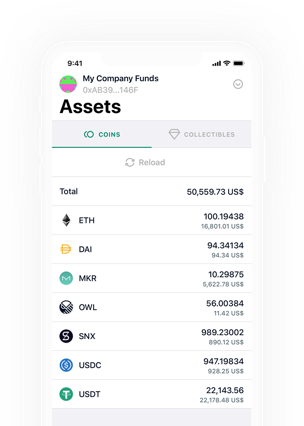 9:41
My Company Funds
0xAB39...146F
Assets
COINS COLLECTIBLES
Reload
Total 50,559.73 US$
ETH 100.19438
16,801.01 US$
DAI 94.34134
94.34 US$
MKR 10.29875
5,622.78 US$
OWL 56.00384
11.42 US$
SNX 989.23002
890.12 US$
USDC 947.19834
928.25 US$
USDT 22,143.56
22,178.48 US$